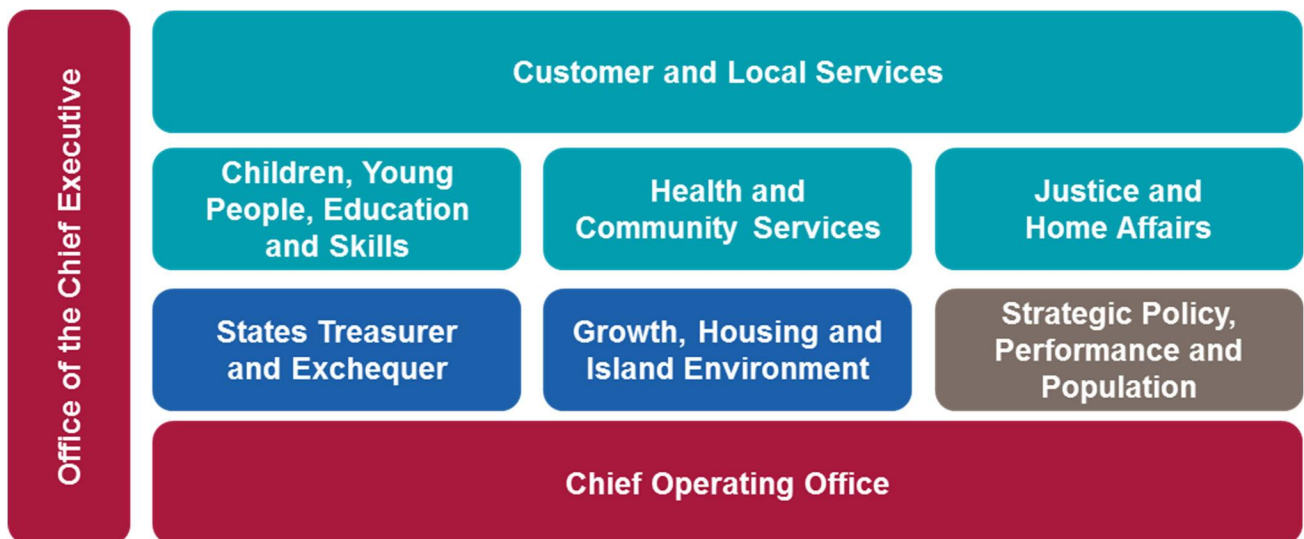 Office of the Chief Executive
Customer and Local Services
Children, Young
People, Education
and Skills
Health and
Community Services
Justice and
Home Affairs
States Treasurer
and Exchequer
Growth, Housing and
Island Environment
Strategic Policy,
Performance and
Population
Chief Operating Office